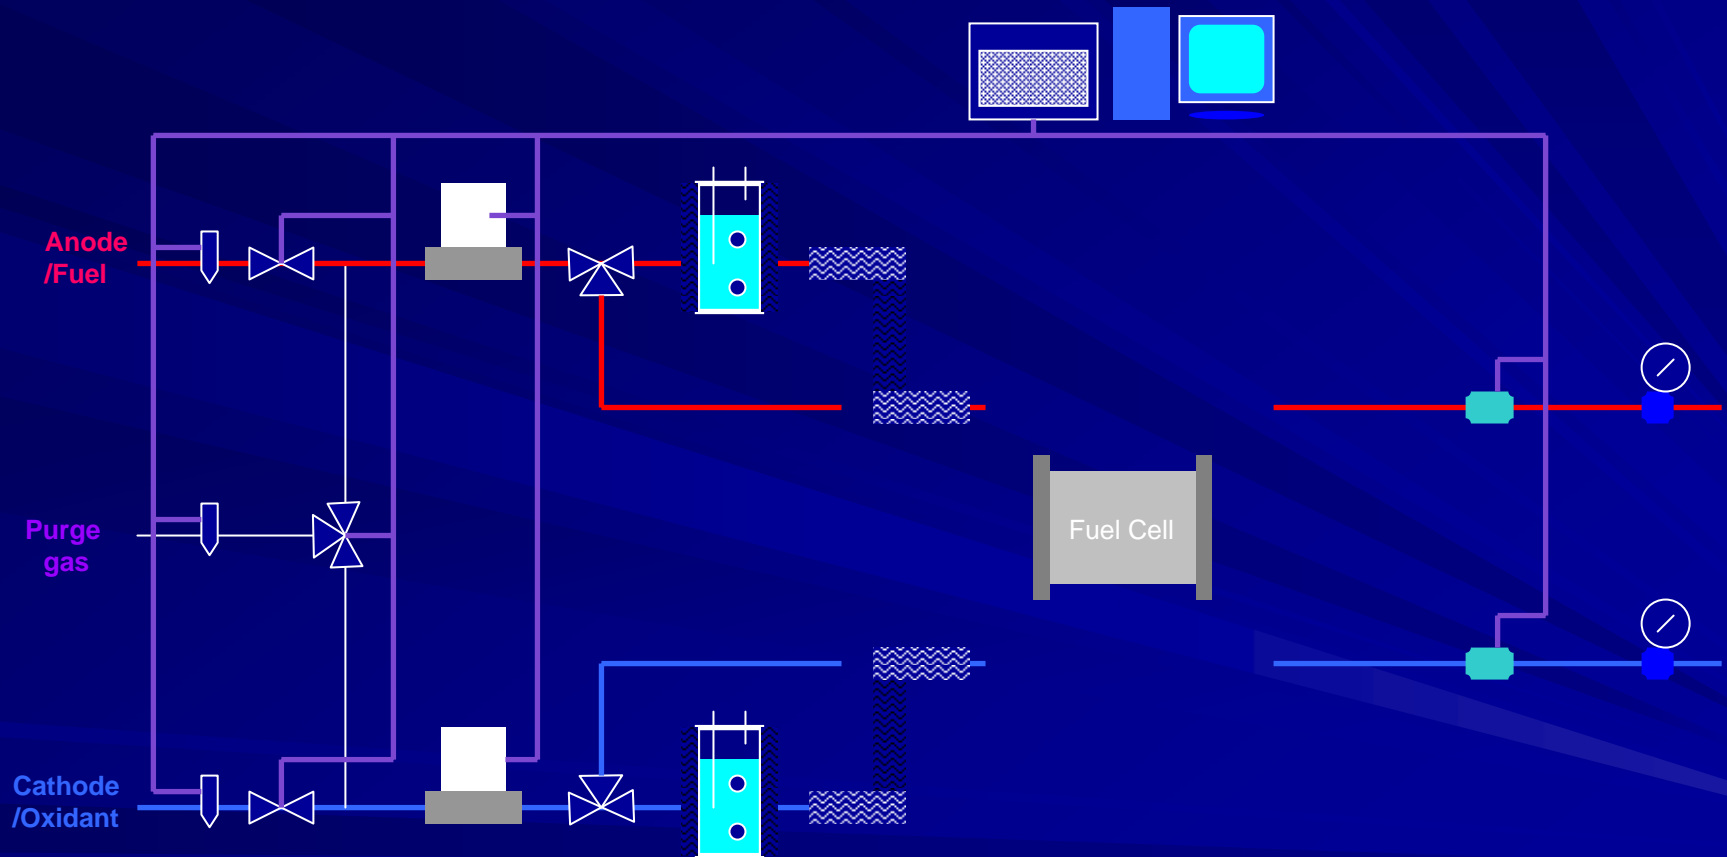 Anode
/Fuel
Purge
gas
Fuel Cell
Cathode
/Oxidant